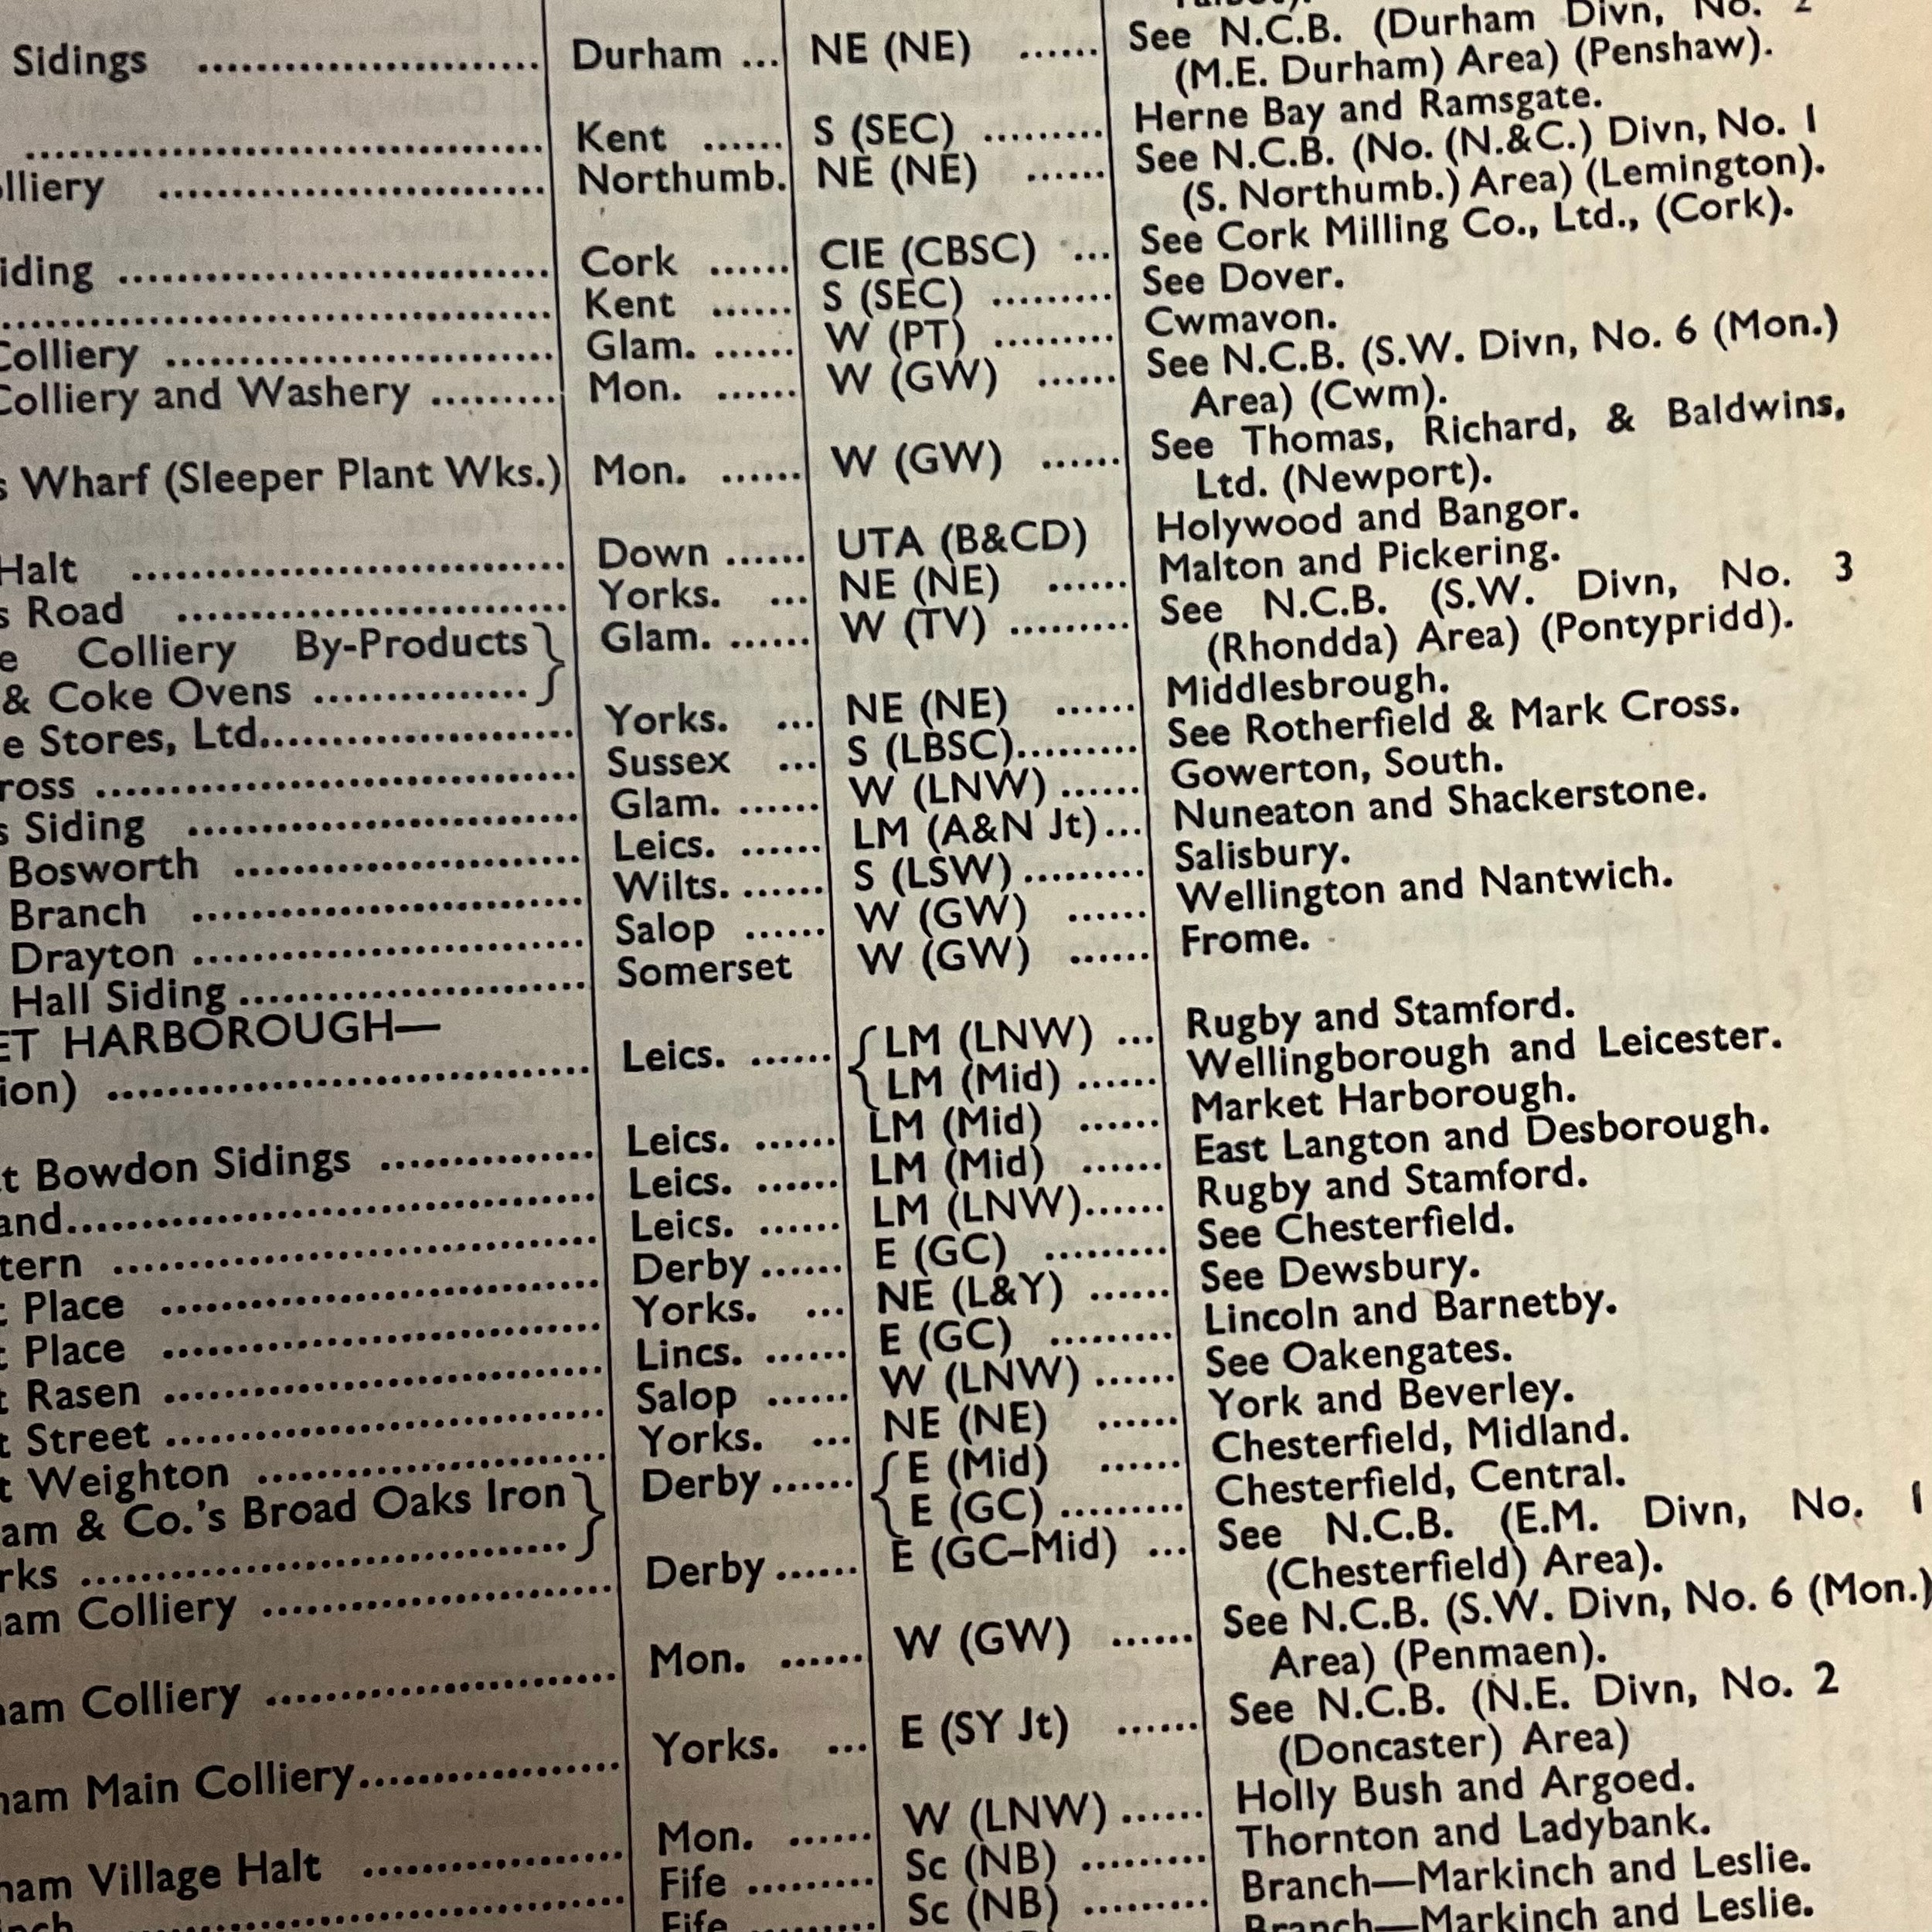 Sidings ........................ Durham ... NE (NE) ...... See N.C.B. (Durham Divn, No. 2
(M.E. Durham) Area) (Penshaw).
..................................... Kent ...... S (SEC) ......... Herne Bay and Ramsgate.
lliery ........................... Northumb. NE (NE) ...... See N.C.B. (No. (N.&C.) Divn, No. 1
(S. Northumb.) Area) (Lemington).
iding .............................. Cork ...... CIE (CBSC) ... See Cork Milling Co., Ltd., (Cork).
....................................... Kent ...... S (SEC) ......... See Dover.
Colliery ........................... Glam. ...... W (PT) ......... Cwmavon.
Colliery and Washery ......... Mon. ...... W (GW) ...... See N.C.B. (S.W. Divn, No. 6 (Mon.)
Area) (Cwm).
s Wharf (Sleeper Plant Wks.) Mon. ...... W (GW) ...... See Thomas, Richard, & Baldwins,
Ltd. (Newport).
Halt .............................. Down ...... UTA (B&CD) Holywood and Bangor.
s Road ........................... Yorks. ... NE (NE) ...... Malton and Pickering.
e Colliery By-Products } Glam. ...... W (TV) ......... See N.C.B. (S.W. Divn, No. 3
& Coke Ovens ............... } (Rhondda) Area) (Pontypridd).
e Stores, Ltd...................... Yorks. ... NE (NE) ...... Middlesbrough.
ross ................................. Sussex ... S (LBSC)......... See Rotherfield & Mark Cross.
s Siding ........................... Glam. ...... W (LNW) ...... Gowerton, South.
Bosworth ........................ Leics. ...... LM (A&N Jt)... Nuneaton and Shackerstone.
Branch ........................... Wilts. ...... S (LSW) ......... Salisbury.
Drayton ........................... Salop ...... W (GW) ...... Wellington and Nantwich.
Hall Siding ........................ Somerset W (GW) ...... Frome.
ET HARBOROUGH—
ion) ................................. Leics. ...... { LM (LNW) ... Rugby and Stamford.
{ LM (Mid) ...... Wellingborough and Leicester.
t Bowdon Sidings ............... Leics. ...... LM (Mid) ...... Market Harborough.
and.................................... Leics. ...... LM (Mid) ...... East Langton and Desborough.
tern ................................. Leics. ...... LM (LNW)...... Rugby and Stamford.
t Place .............................. Derby ...... E (GC) ......... See Chesterfield.
t Place .............................. Yorks. ... NE (L&Y) ...... See Dewsbury.
t Rasen .............................. Lincs. ...... E (GC) ......... Lincoln and Barnetby.
t Street .............................. Salop ...... W (LNW) ...... See Oakengates.
t Weighton ........................ Yorks. ... NE (NE) ...... York and Beverley.
am & Co.'s Broad Oaks Iron } Derby ...... { E (Mid) ...... Chesterfield, Midland.
rks ................................. } { E (GC) ......... Chesterfield, Central.
am Colliery ........................ Derby ...... E (GC–Mid) ... See N.C.B. (E.M. Divn, No. 1
(Chesterfield) Area).
am Colliery ........................ Mon. ...... W (GW) ...... See N.C.B. (S.W. Divn, No. 6 (Mon.)
Area) (Penmaen).
ham Main Colliery.................. Yorks. ... E (SY Jt) ...... See N.C.B. (N.E. Divn, No. 2
(Doncaster) Area)
ham Village Halt .................. Mon. ...... W (LNW) ...... Holly Bush and Argoed.
inch ................................. Fife ......... Sc (NB) ......... Thornton and Ladybank.
Fife ......... Sc (NB) ......... Branch—Markinch and Leslie.
Branch—Markinch and Leslie.